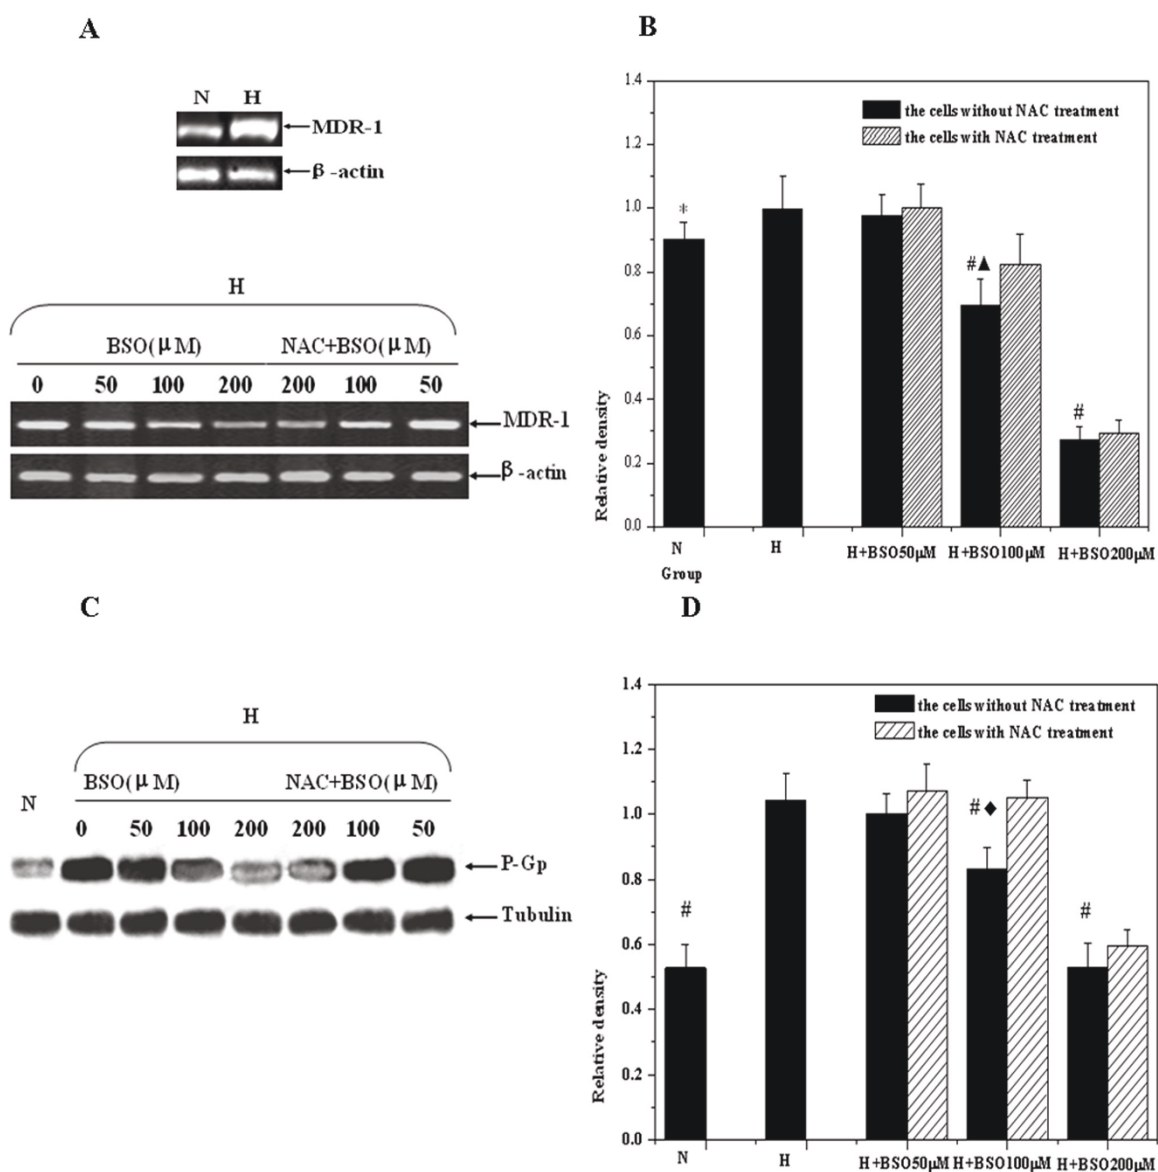 A
N H
MDR-1
β-actin
H
BSO(μM) NAC+BSO(μM)
0 50 100 200 200 100 50
MDR-1
β-actin
B
1.4
1.2
1.0
0.8
0.6
0.4
0.2
0.0
Relative density
the cells without NAC treatment
the cells with NAC treatment
*
#▲
#
N H H+BSO50μM H+BSO100μM H+BSO200μM
Group
C
H
BSO(μM) NAC+BSO(μM)
N
0 50 100 200 200 100 50
P-Gp
Tubulin
D
1.4
1.2
1.0
0.8
0.6
0.4
0.2
0.0
Relative density
the cells without NAC treatment
the cells with NAC treatment
#
#◆
#
N H H+BSO50μM H+BSO100μM H+BSO200μM